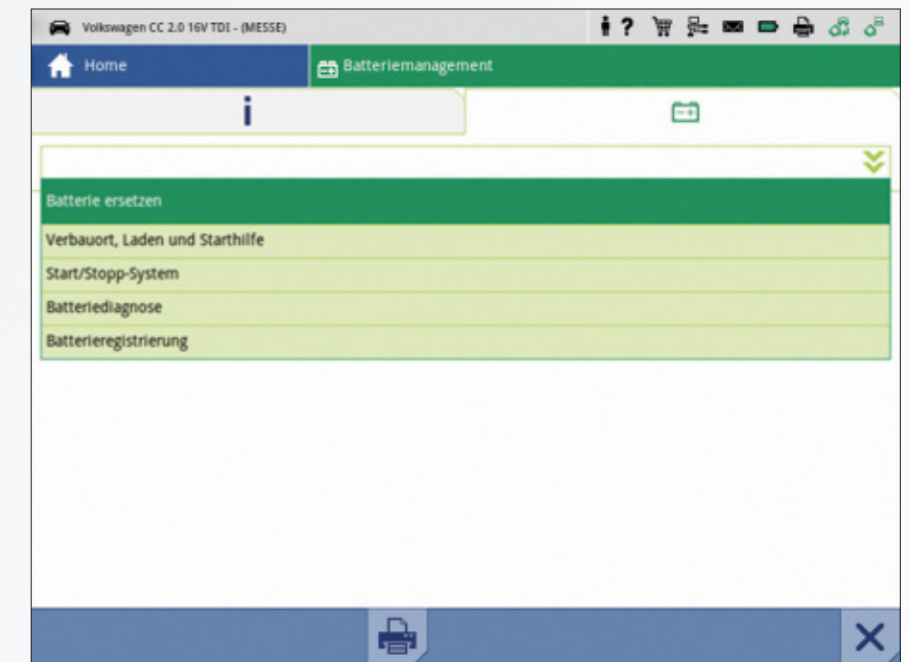 Volkswagen CC 2.0 16V TDI - (MESSE)
Home
Batteriemanagement
Batterie ersetzen
Verbauort, Laden und Starthilfe
Start/Stopp-System
Batteriediagnose
Batterieregistrierung